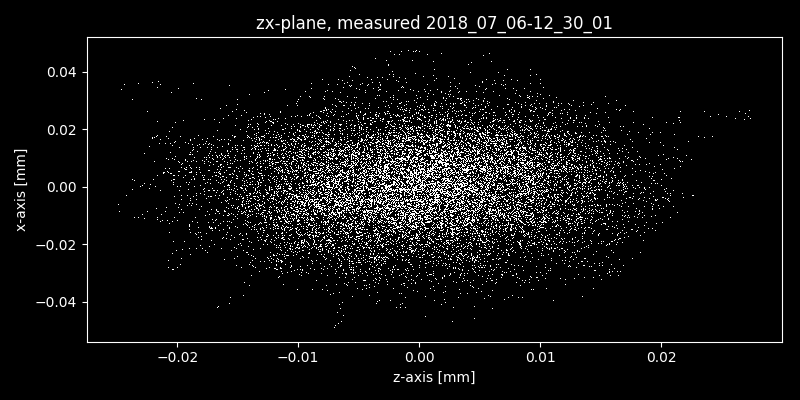 zx-plane, measured 2018_07_06-12_30_01
0.04
0.02
0.00
−0.02
−0.04
x-axis [mm]
−0.02 −0.01 0.00 0.01 0.02
z-axis [mm]